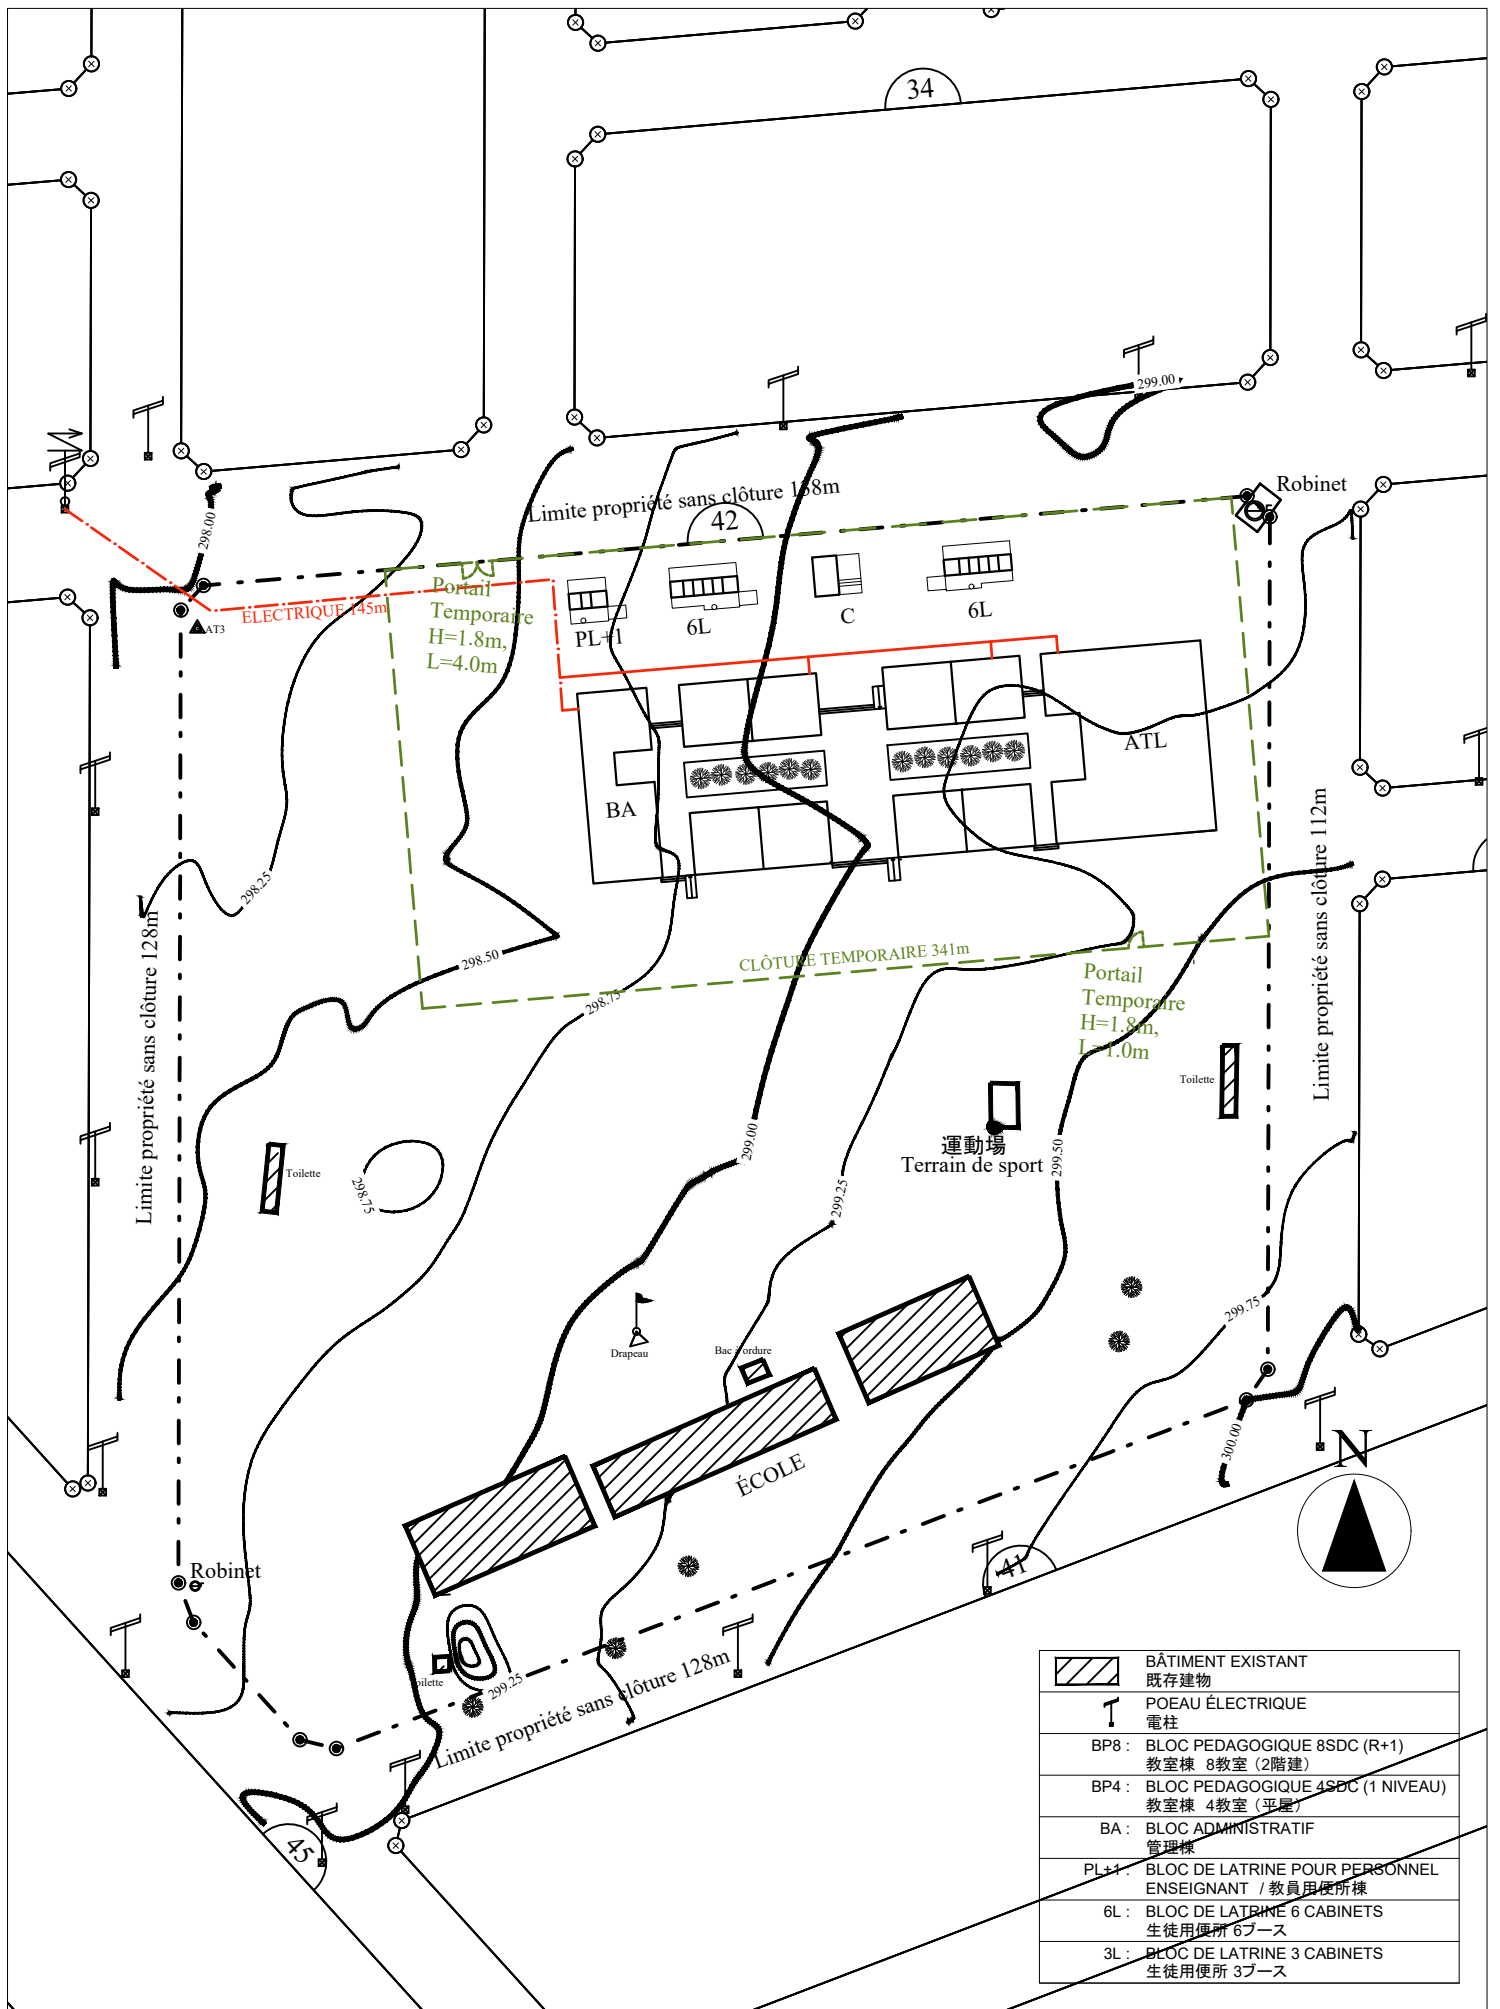 34
299.00
Robinet
Limite propriété sans clôture 138m
42
298.00
Portail
Temporaire
H=1.8m,
L=4.0m
ELECTRIQUE 145m
AT3
PL+1
6L
C
6L
ATL
BA
298.25
298.50
CLÔTURE TEMPORAIRE 341m
298.75
Portail
Temporaire
H=1.8m,
L=1.0m
Limite propriété sans clôture 112m
Limite propriété sans clôture 128m
Toilette
運動場
Terrain de sport
299.00
299.50
Toilette
298.75
299.25
299.75
Drapeau
Bac à ordure
ÉCOLE
300.00
N
Robinet
41
299.25
Limite propriété sans clôture 128m
45
BÂTIMENT EXISTANT
既存建物
POEAU ÉLECTRIQUE
電柱
BP8 : BLOC PEDAGOGIQUE 8SDC (R+1)
教室棟 8教室（2階建）
BP4 : BLOC PEDAGOGIQUE 4SDC (1 NIVEAU)
教室棟 4教室（平屋）
BA : BLOC ADMINISTRATIF
管理棟
PL+1 : BLOC DE LATRINE POUR PERSONNEL
ENSEIGNANT / 教員用便所棟
6L : BLOC DE LATRINE 6 CABINETS
生徒用便所 6ブース
3L : BLOC DE LATRINE 3 CABINETS
生徒用便所 3ブース